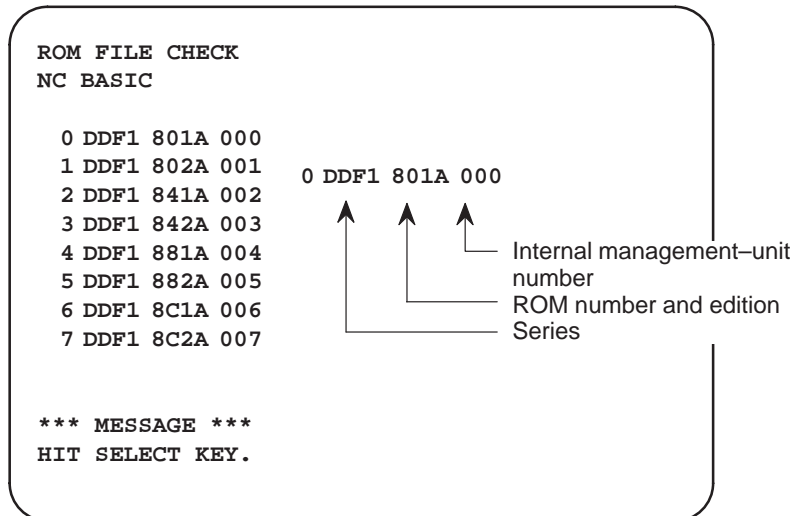 ROM FILE CHECK
NC BASIC
0 DDF1 801A 000
1 DDF1 802A 001
2 DDF1 841A 002
3 DDF1 842A 003
4 DDF1 881A 004
5 DDF1 882A 005
6 DDF1 8C1A 006
7 DDF1 8C2A 007
0 DDF1 801A 000
Internal management–unit
number
ROM number and edition
Series
*** MESSAGE ***
HIT SELECT KEY.